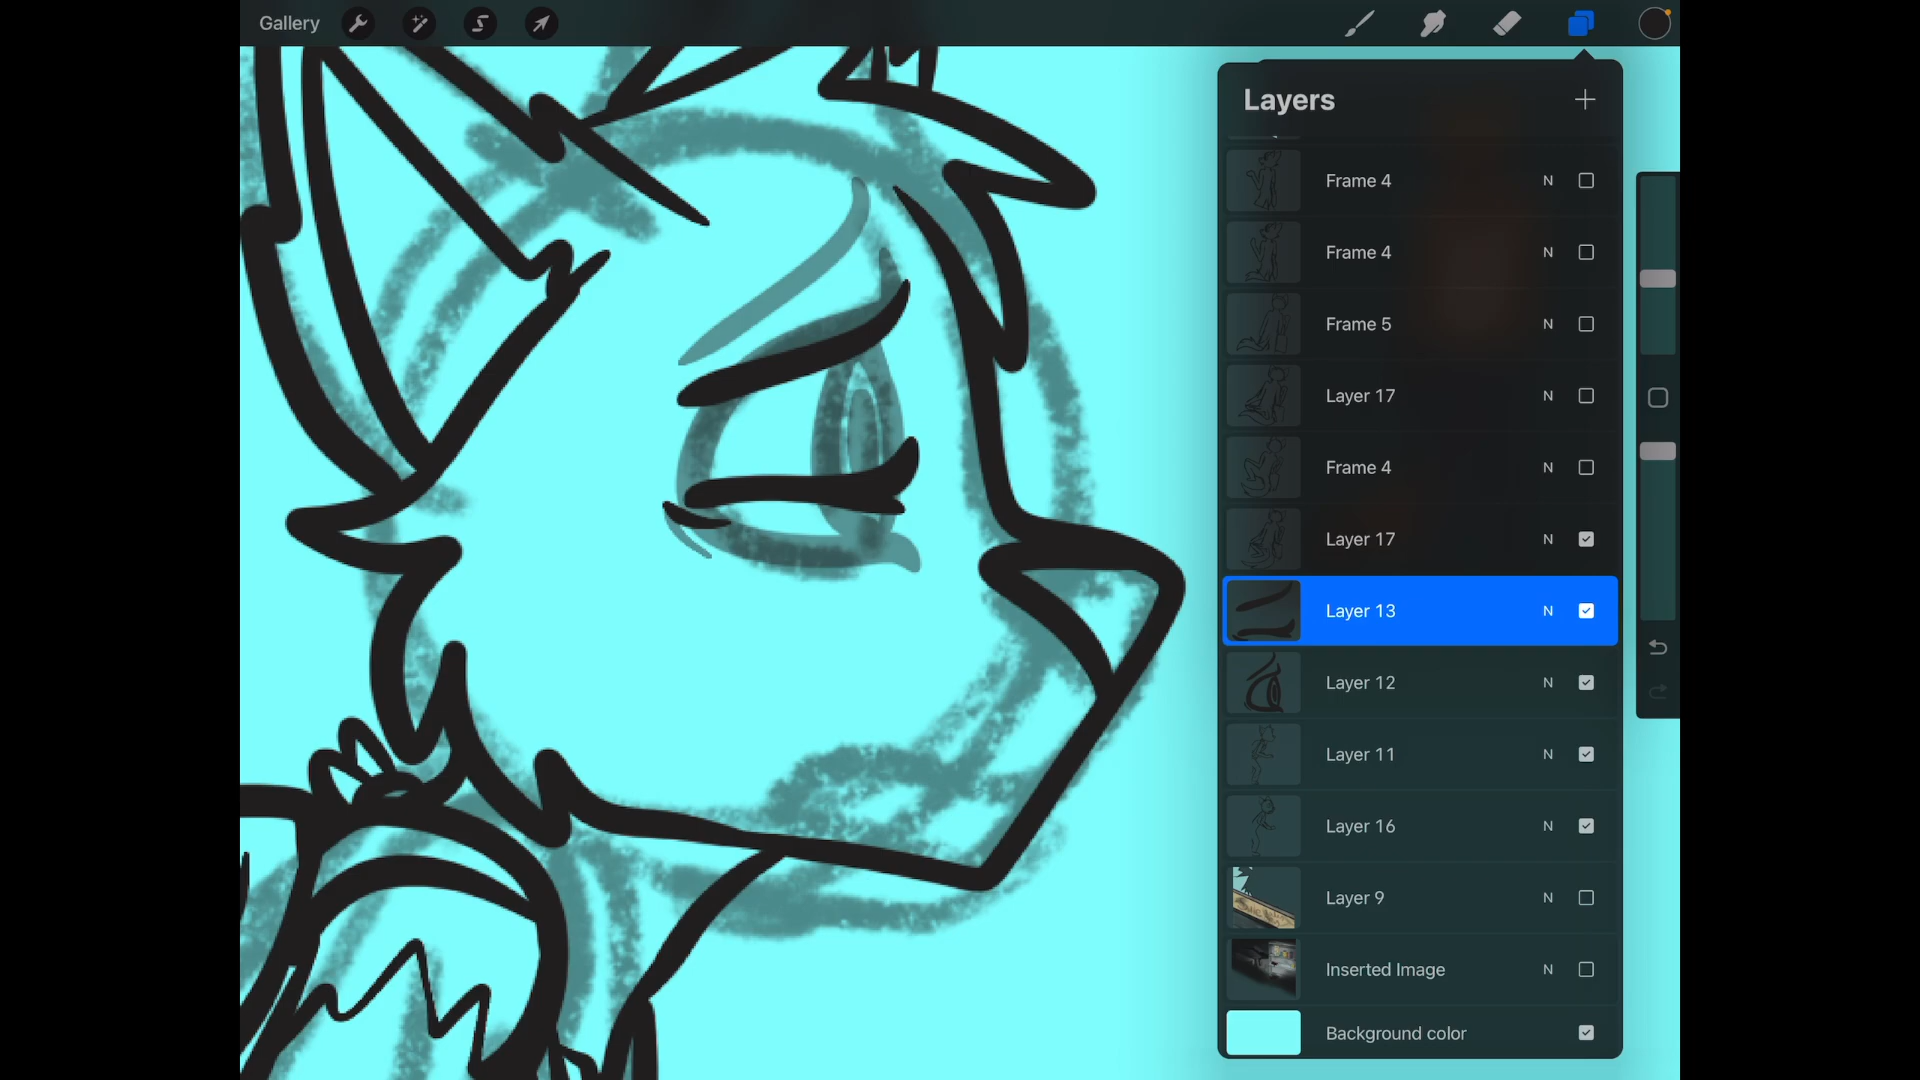 Gallery
Layers
Frame 4 N
Frame 4 N
Frame 5 N
Layer 17 N
Frame 4 N
Layer 17 N
Layer 13 N
Layer 12 N
Layer 11 N
Layer 16 N
Layer 9 N
Inserted Image N
Background color